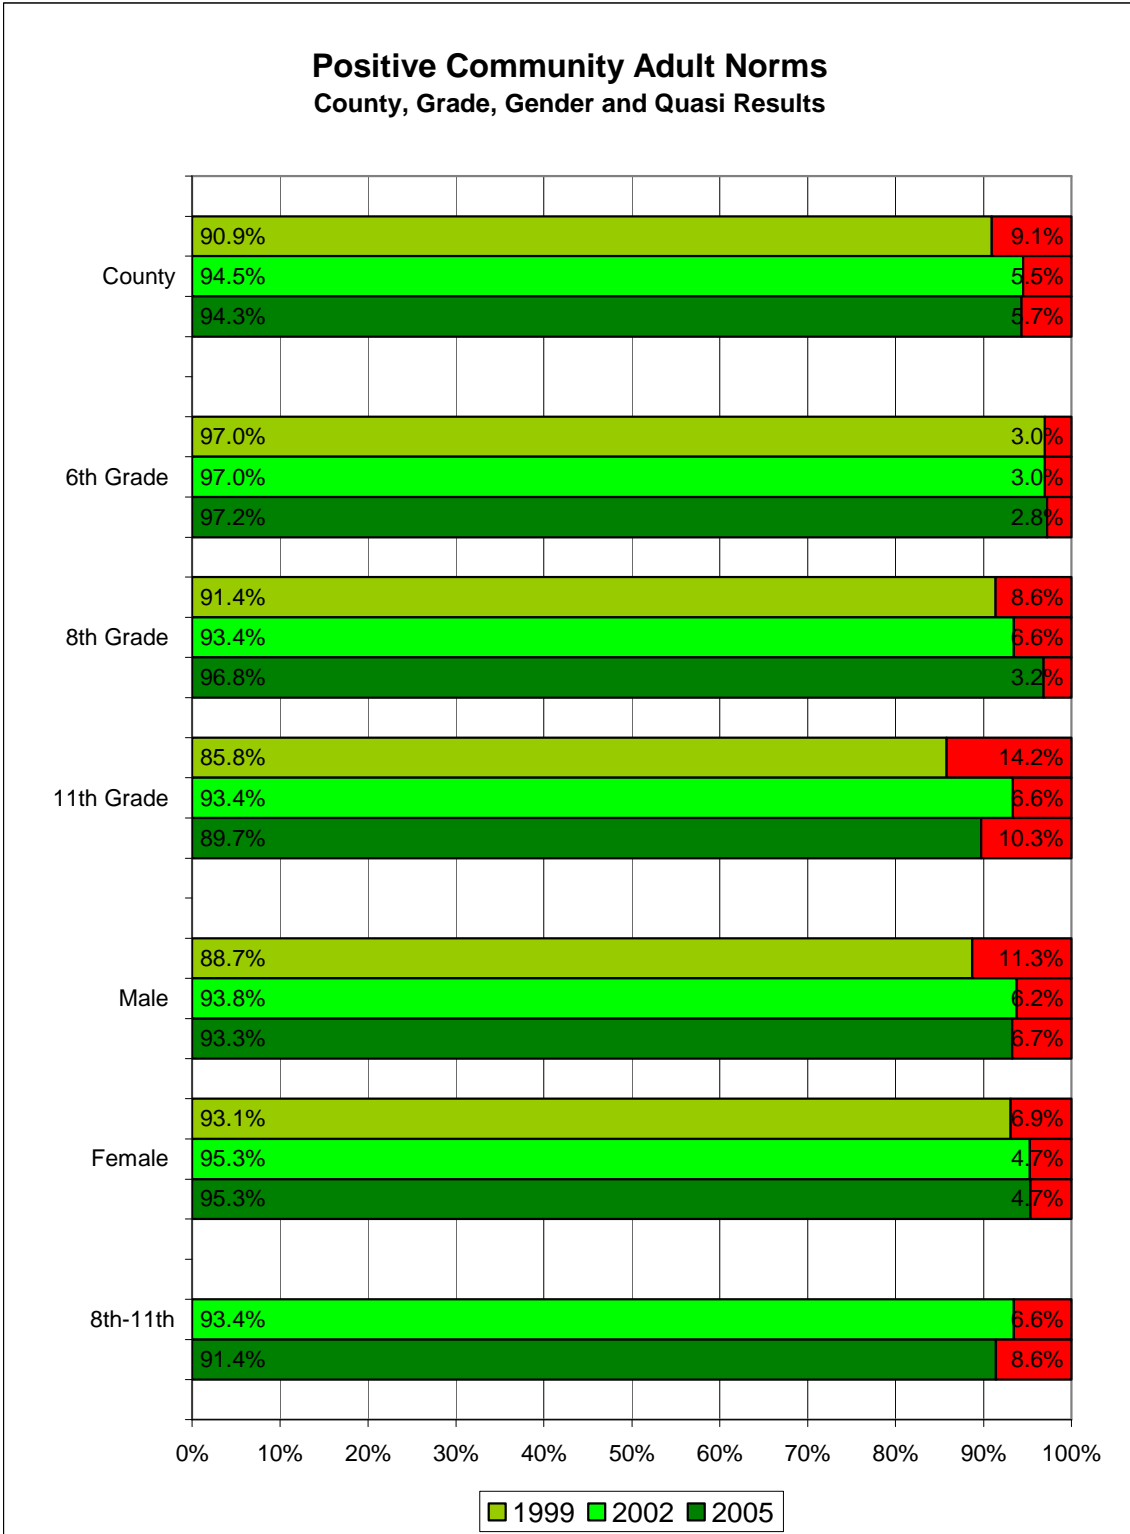 Positive Community Adult Norms
County, Grade, Gender and Quasi Results
90.9% 9.1%
County 94.5% 5.5%
94.3% 5.7%
97.0% 3.0%
6th Grade 97.0% 3.0%
97.2% 2.8%
91.4% 8.6%
8th Grade 93.4% 6.6%
96.8% 3.2%
85.8% 14.2%
11th Grade 93.4% 6.6%
89.7% 10.3%
88.7% 11.3%
Male 93.8% 6.2%
93.3% 6.7%
93.1% 6.9%
Female 95.3% 4.7%
95.3% 4.7%
8th-11th 93.4% 6.6%
91.4% 8.6%
0% 10% 20% 30% 40% 50% 60% 70% 80% 90% 100%
1999 2002 2005